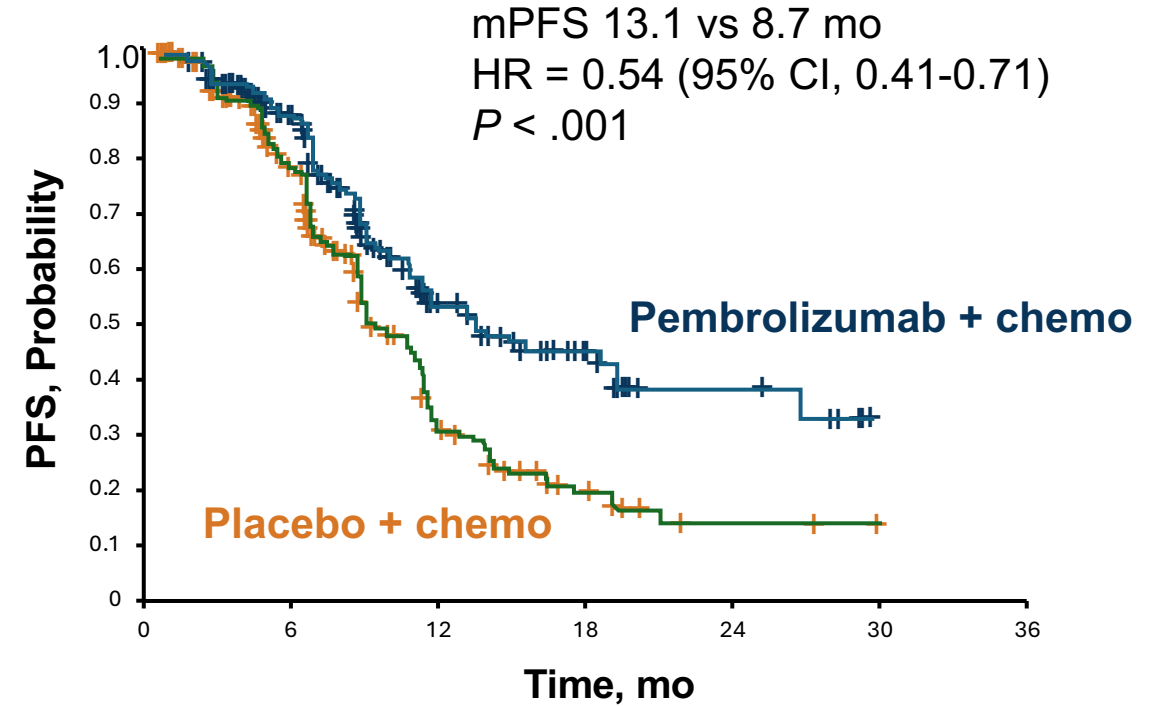 mPFS 13.1 vs 8.7 mo
HR = 0.54 (95% CI, 0.41-0.71)
P < .001
PFS, Probability
1.0
0.9
0.8
0.7
0.6
0.5
0.4
0.3
0.2
0.1
0
Pembrolizumab + chemo
Placebo + chemo
0 6 12 18 24 30 36
Time, mo